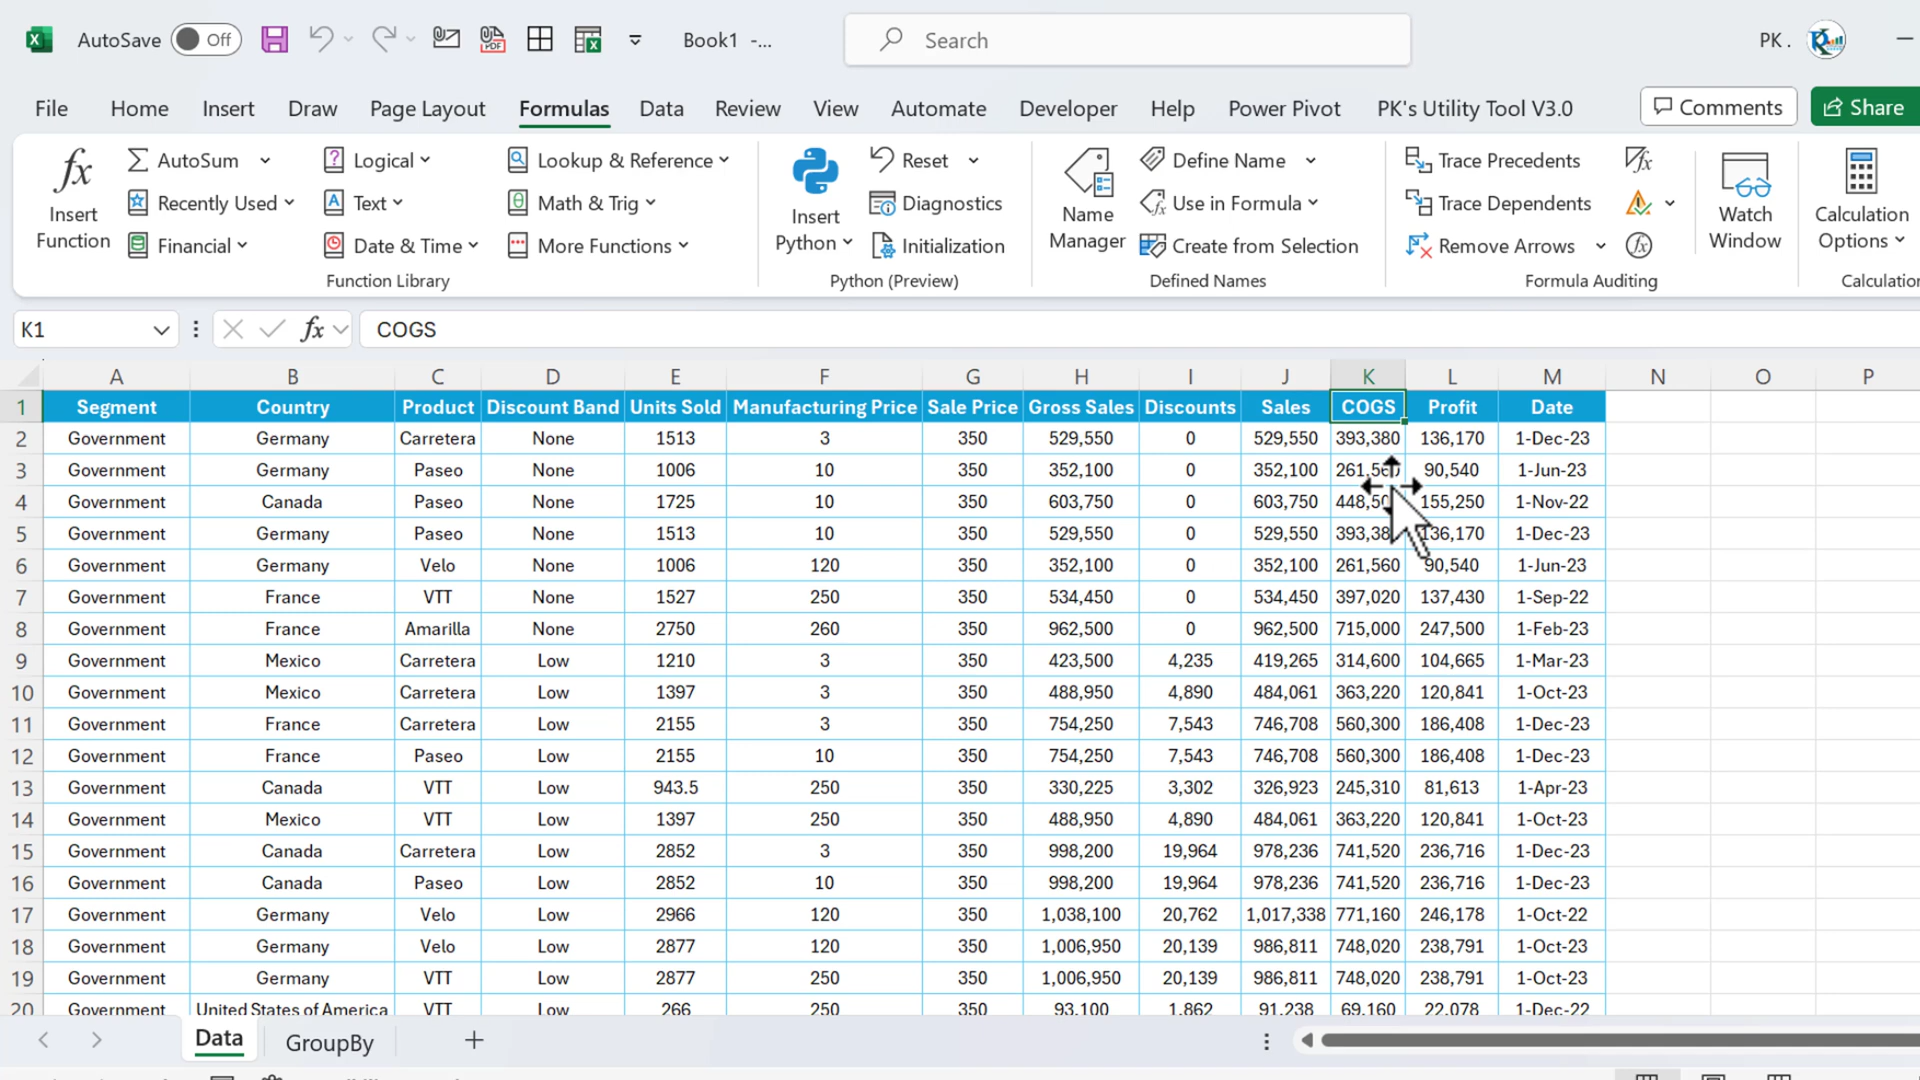 AutoSave Off Book1 -... Search PK .
File Home Insert Draw Page Layout Formulas Data Review View Automate Developer Help Power Pivot PK's Utility Tool V3.0 Comments Share
Insert Function
AutoSum
Recently Used
Financial
Logical
Text
Date & Time
Lookup & Reference
Math & Trig
More Functions
Function Library
Insert Python
Reset
Diagnostics
Initialization
Python (Preview)
Name Manager
Define Name
Use in Formula
Create from Selection
Defined Names
Trace Precedents
Trace Dependents
Remove Arrows
Formula Auditing
Watch Window
Calculation Options
Calculation
K1 fx COGS
A B C D E F G H I J K L M N O P
1 Segment Country Product Discount Band Units Sold Manufacturing Price Sale Price Gross Sales Discounts Sales COGS Profit Date
2 Government Germany Carretera None 1513 3 350 529,550 0 529,550 393,380 136,170 1-Dec-23
3 Government Germany Paseo None 1006 10 350 352,100 0 352,100 261,560 90,540 1-Jun-23
4 Government Canada Paseo None 1725 10 350 603,750 0 603,750 448,500 155,250 1-Nov-22
5 Government Germany Paseo None 1513 10 350 529,550 0 529,550 393,380 136,170 1-Dec-23
6 Government Germany Velo None 1006 120 350 352,100 0 352,100 261,560 90,540 1-Jun-23
7 Government France VTT None 1527 250 350 534,450 0 534,450 397,020 137,430 1-Sep-22
8 Government France Amarilla None 2750 260 350 962,500 0 962,500 715,000 247,500 1-Feb-23
9 Government Mexico Carretera Low 1210 3 350 423,500 4,235 419,265 314,600 104,665 1-Mar-23
10 Government Mexico Carretera Low 1397 3 350 488,950 4,890 484,061 363,220 120,841 1-Oct-23
11 Government France Carretera Low 2155 3 350 754,250 7,543 746,708 560,300 186,408 1-Dec-23
12 Government France Paseo Low 2155 10 350 754,250 7,543 746,708 560,300 186,408 1-Dec-23
13 Government Canada VTT Low 943.5 250 350 330,225 3,302 326,923 245,310 81,613 1-Apr-23
14 Government Mexico VTT Low 1397 250 350 488,950 4,890 484,061 363,220 120,841 1-Oct-23
15 Government Canada Carretera Low 2852 3 350 998,200 19,964 978,236 741,520 236,716 1-Dec-23
16 Government Canada Paseo Low 2852 10 350 998,200 19,964 978,236 741,520 236,716 1-Dec-23
17 Government Germany Velo Low 2966 120 350 1,038,100 20,762 1,017,338 771,160 246,178 1-Oct-22
18 Government Germany Velo Low 2877 120 350 1,006,950 20,139 986,811 748,020 238,791 1-Oct-23
19 Government Germany VTT Low 2877 250 350 1,006,950 20,139 986,811 748,020 238,791 1-Oct-23
20 Government United States of America VTT Low 266 250 350 93,100 1,862 91,238 69,160 22,078 1-Dec-22
Data GroupBy